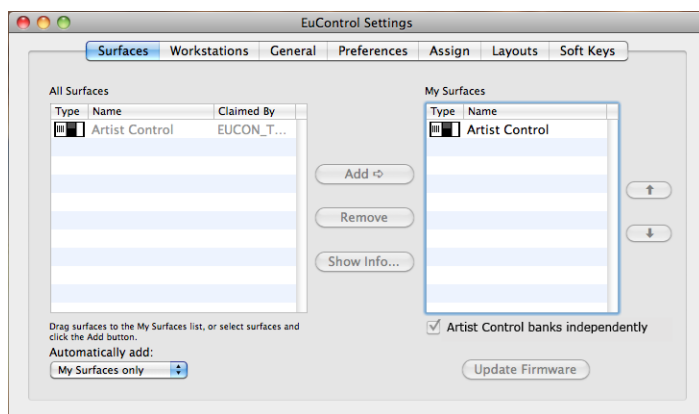 EuControl Settings
Surfaces Workstations General Preferences Assign Layouts Soft Keys
All Surfaces
Type Name Claimed By
Artist Control EUCON_T...
My Surfaces
Type Name
Artist Control
Add
Remove
Show Info...
Drag surfaces to the My Surfaces list, or select surfaces and
click the Add button.
Automatically add:
My Surfaces only
Artist Control banks independently
Update Firmware